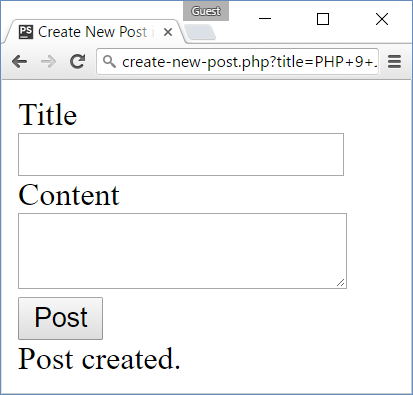 Guest
PS
Create New Post
create-new-post.php?title=PHP+9+
Title
Content
Post
Post created.